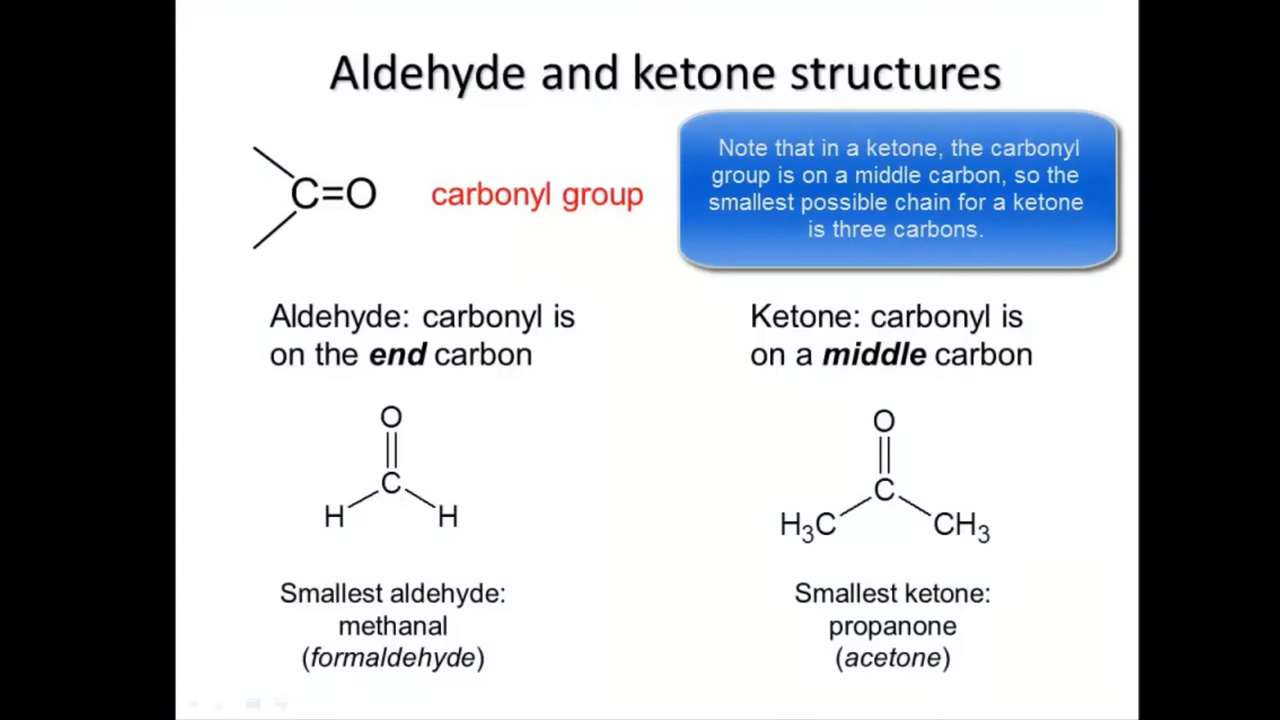 Aldehyde and ketone structures
C=O
carbonyl group
Note that in a ketone, the carbonyl
group is on a middle carbon, so the
smallest possible chain for a ketone
is three carbons.
Aldehyde: carbonyl is
on the end carbon
O
C
H H
Smallest aldehyde:
methanal
(formaldehyde)
Ketone: carbonyl is
on a middle carbon
O
C
H₃C CH₃
Smallest ketone:
propanone
(acetone)